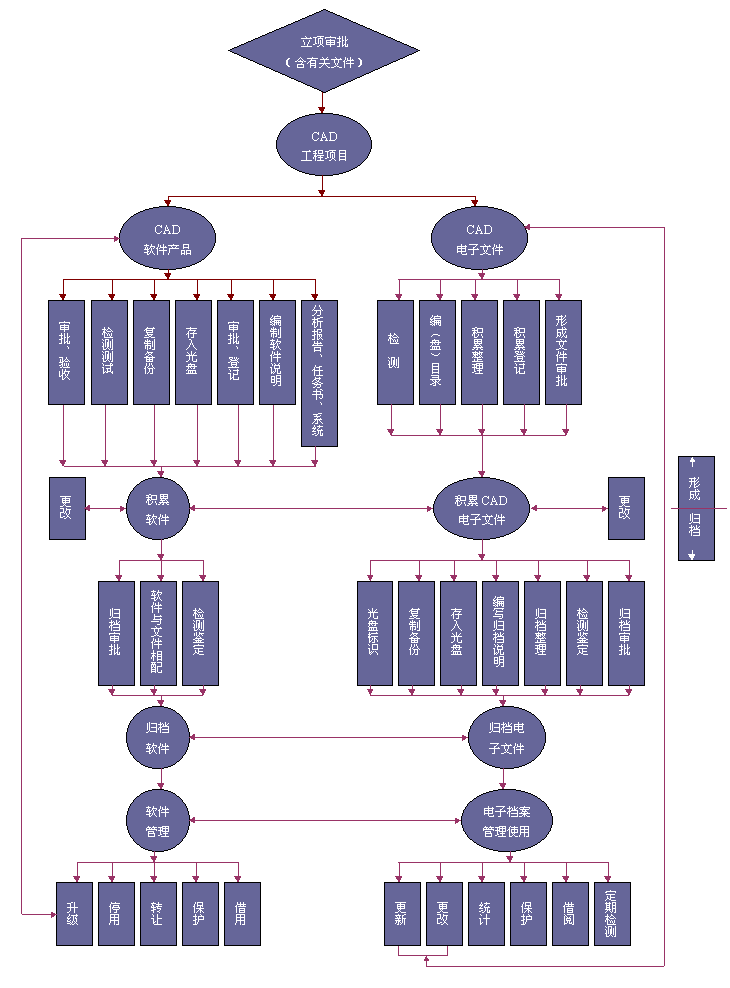 立项审批
（含有关文件）
CAD
工程项目
CAD
软件产品
CAD
电子文件
审批、验收
检测测试
复制备份
存入光盘
审批、登记
编制软件说明
分析报告、任务书、系统
检测
编（盘）目录
积累整理
积累登记
形成文件审批
更改
积累
软件
积累 CAD
电子文件
更改
形成
归档
归档审批
软件与文件相配
检测鉴定
光盘标识
复制备份
存入光盘
编写归档说明
归档整理
检测鉴定
归档审批
归档
软件
归档电
子文件
软件
管理
电子档案
管理使用
升级
停用
转让
保护
借用
更新
更改
统计
保护
借阅
定期检测